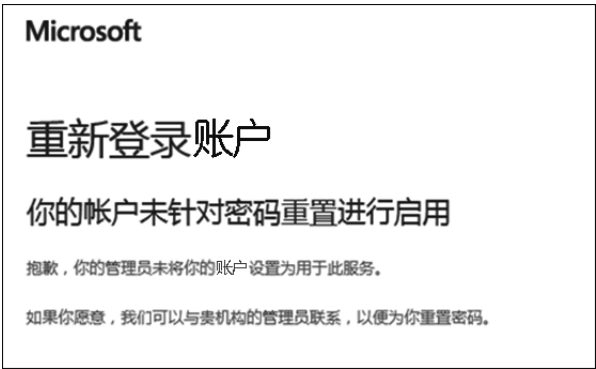 Microsoft
重新登录账户
你的帐户未针对密码重置进行启用
抱歉，你的管理员未将你的账户设置为用于此服务。
如果你愿意，我们可以与贵机构的管理员联系，以便为你重置密码。